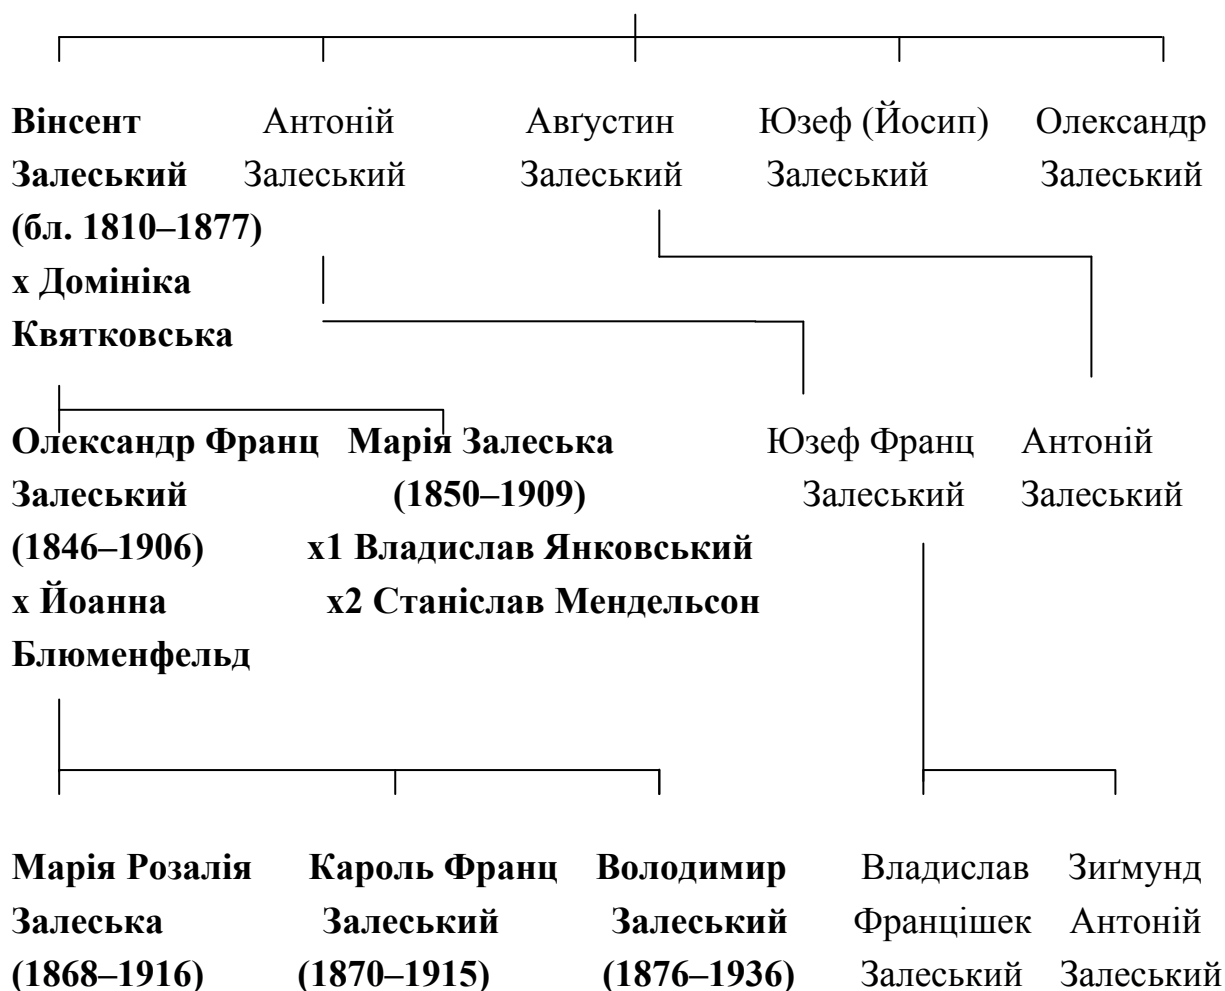 Вінсент Антоній Авґустин Юзеф (Йосип) Олександр
Залеський Залеський Залеський Залеський Залеський
(бл. 1810–1877)
х Домініка
Квятковська
Олександр Франц Марія Залеська Юзеф Франц Антоній
Залеський (1850–1909) Залеський Залеський
(1846–1906) х1 Владислав Янковський
х Йоанна х2 Станіслав Мендельсон
Блюменфельд
Марія Розалія Кароль Франц Володимир Владислав Зиґмунд
Залеська Залеський Залеський Францішек Антоній
(1868–1916) (1870–1915) (1876–1936) Залеський Залеський